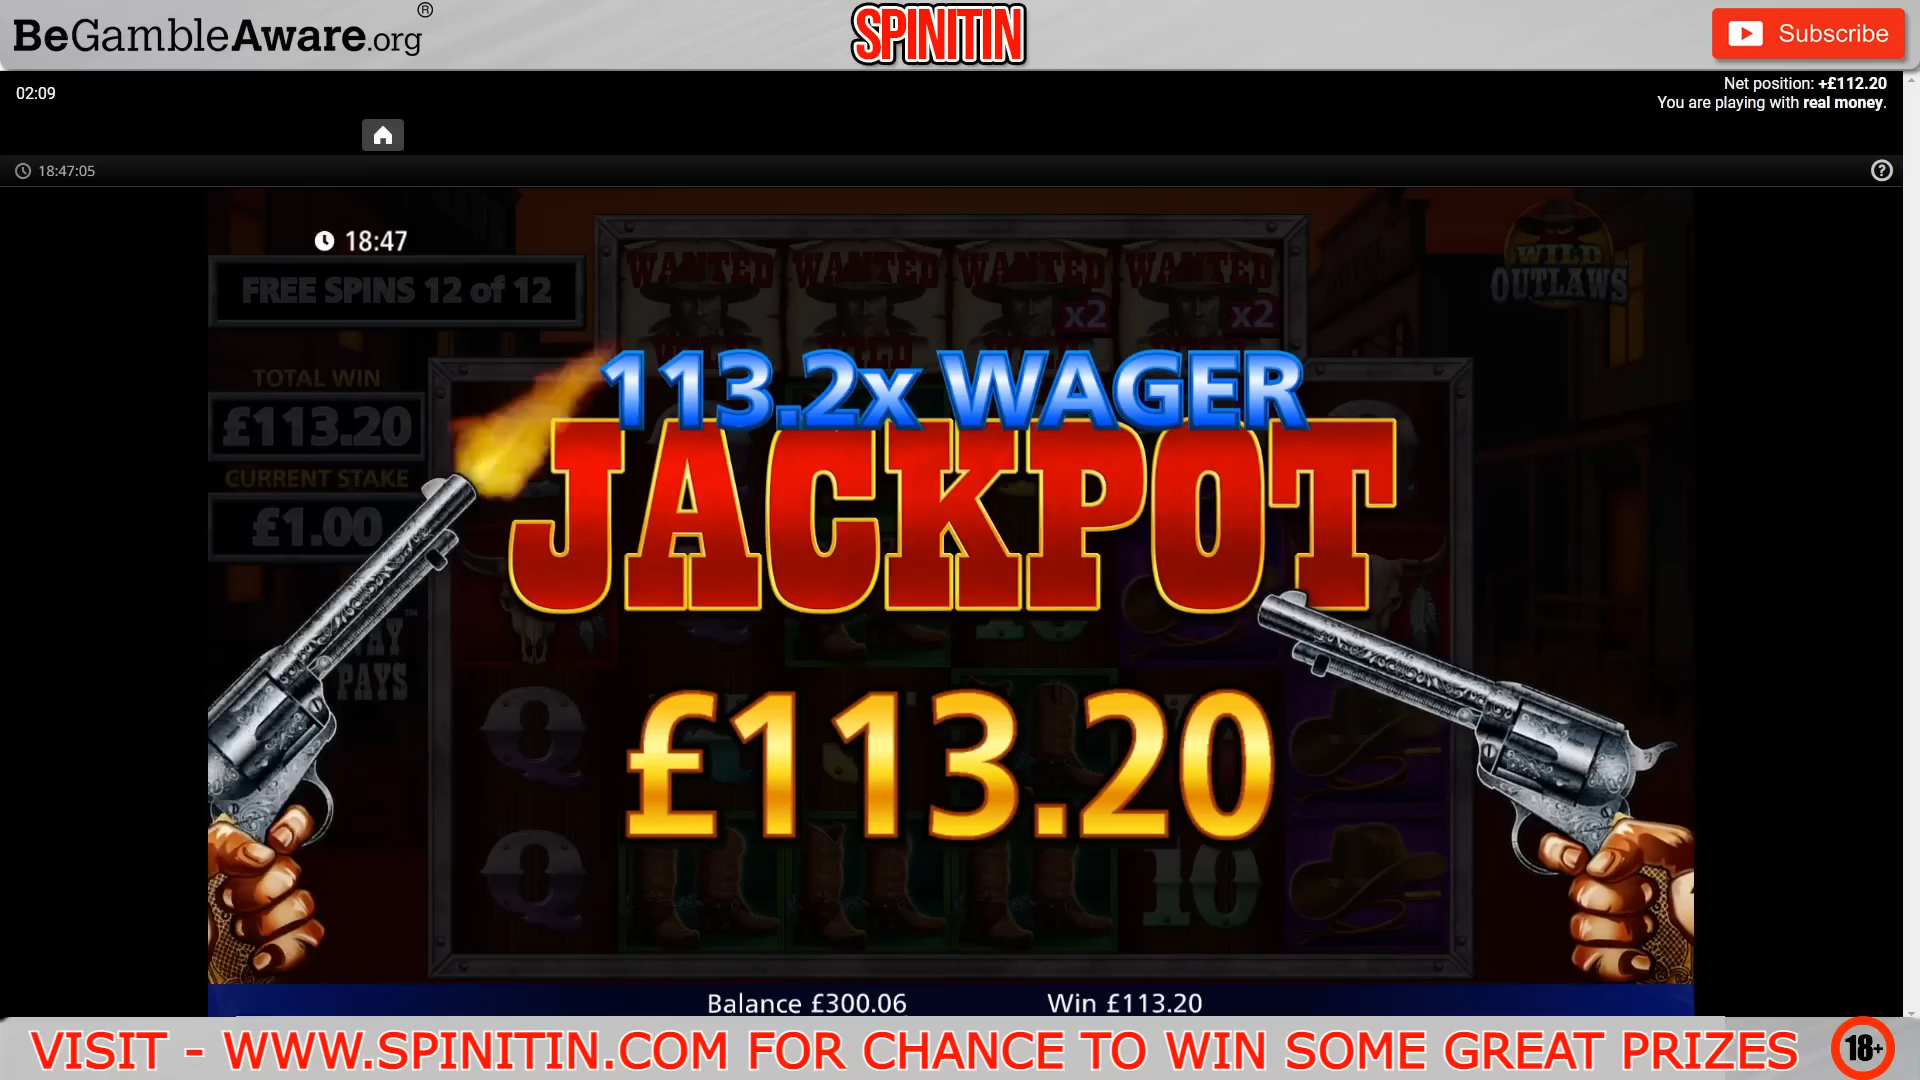 BeGambleAware.org®
SPINITIN
Subscribe
02:09
Net position: +£112.20
You are playing with real money.
18:47:05
?
18:47
FREE SPINS 12 of 12
WANTED WANTED WANTED WANTED
x2 x2
WILD
OUTLAWS
TOTAL WIN
£113.20
CURRENT STAKE
£1.00
113.2x WAGER
JACKPOT
£113.20
PAYS
10
Q
Q
10
Balance £300.06
Win £113.20
VISIT - WWW.SPINITIN.COM FOR CHANCE TO WIN SOME GREAT PRIZES
18+